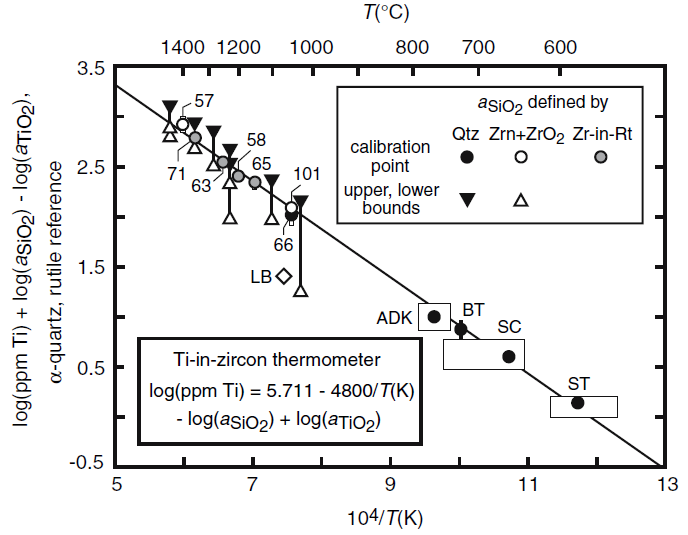 T(°C)
1400 1200 1000 800 700 600
log(ppm Ti) + log(aSiO2) - log(aTiO2),
α-quartz, rutile reference
3.5
2.5
1.5
0.5
-0.5
aSiO2 defined by
Qtz Zrn+ZrO2 Zr-in-Rt
calibration
point
upper, lower
bounds
57
71
63
58
65
101
66
LB
ADK
BT
SC
ST
Ti-in-zircon thermometer
log(ppm Ti) = 5.711 - 4800/T(K)
- log(aSiO2) + log(aTiO2)
5 7 9 11 13
10⁴/T(K)